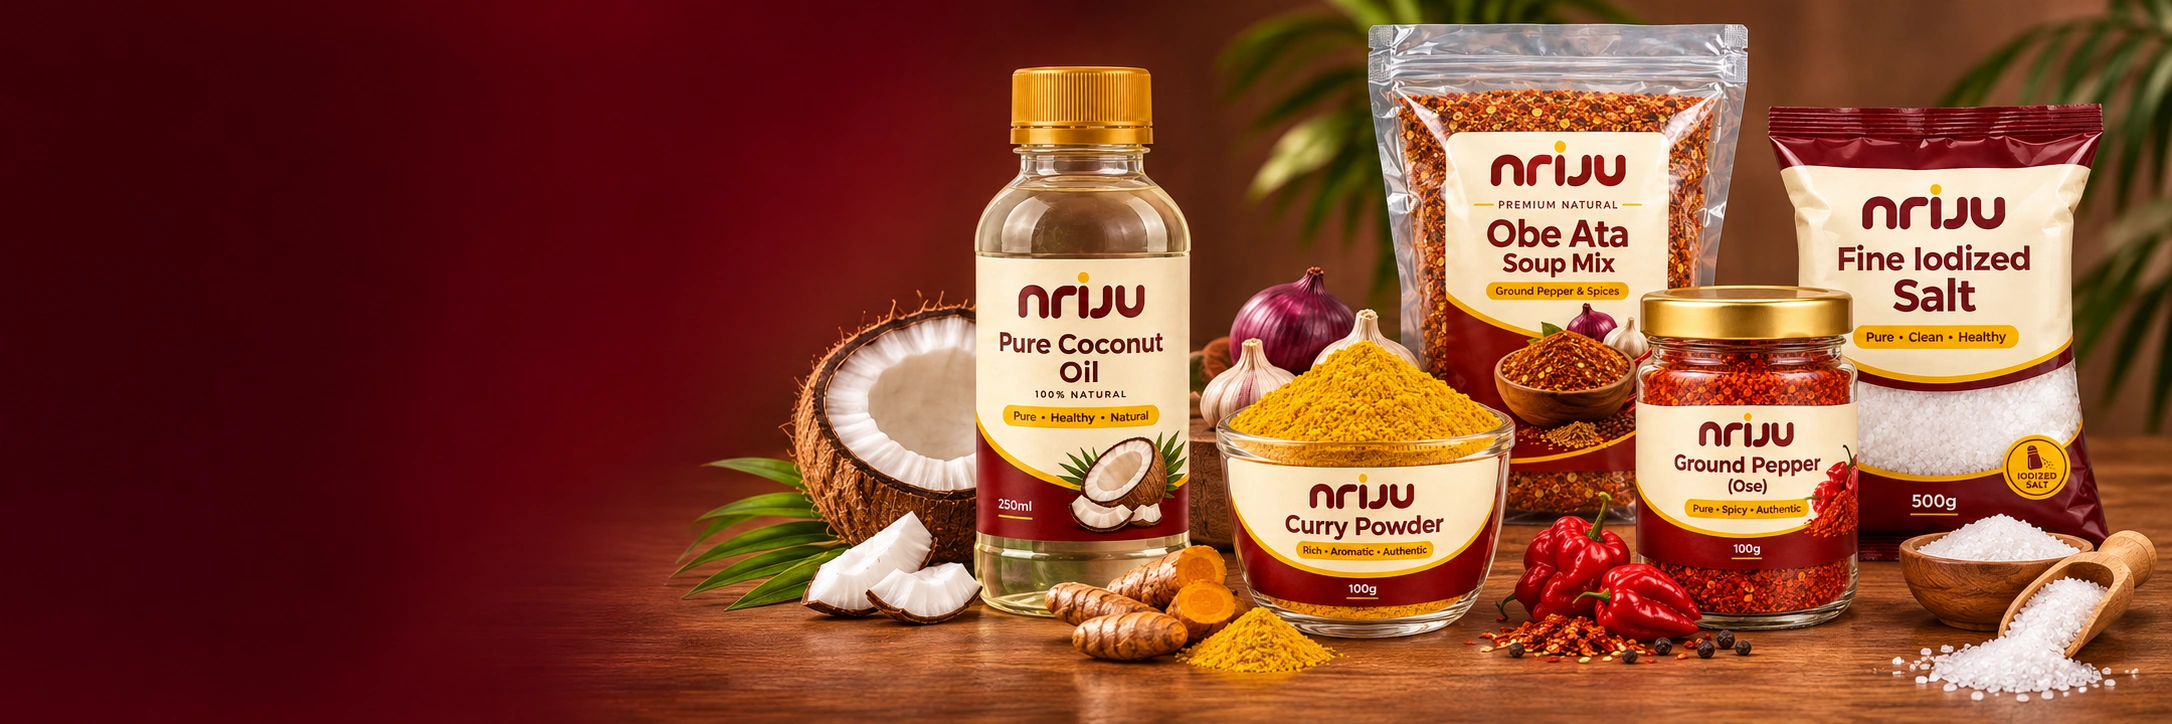 nriju
Pure Coconut
Oil
100% NATURAL
Pure • Healthy • Natural
250ml
nriju
Curry Powder
Rich • Aromatic • Authentic
100g
nriju
PREMIUM NATURAL
Obe Ata
Soup Mix
Ground Pepper & Spices
nriju
Ground Pepper
(Ose)
Pure • Spicy • Authentic
100g
nriju
Fine Iodized
Salt
Pure • Clean • Healthy
IODIZED
SALT
500g